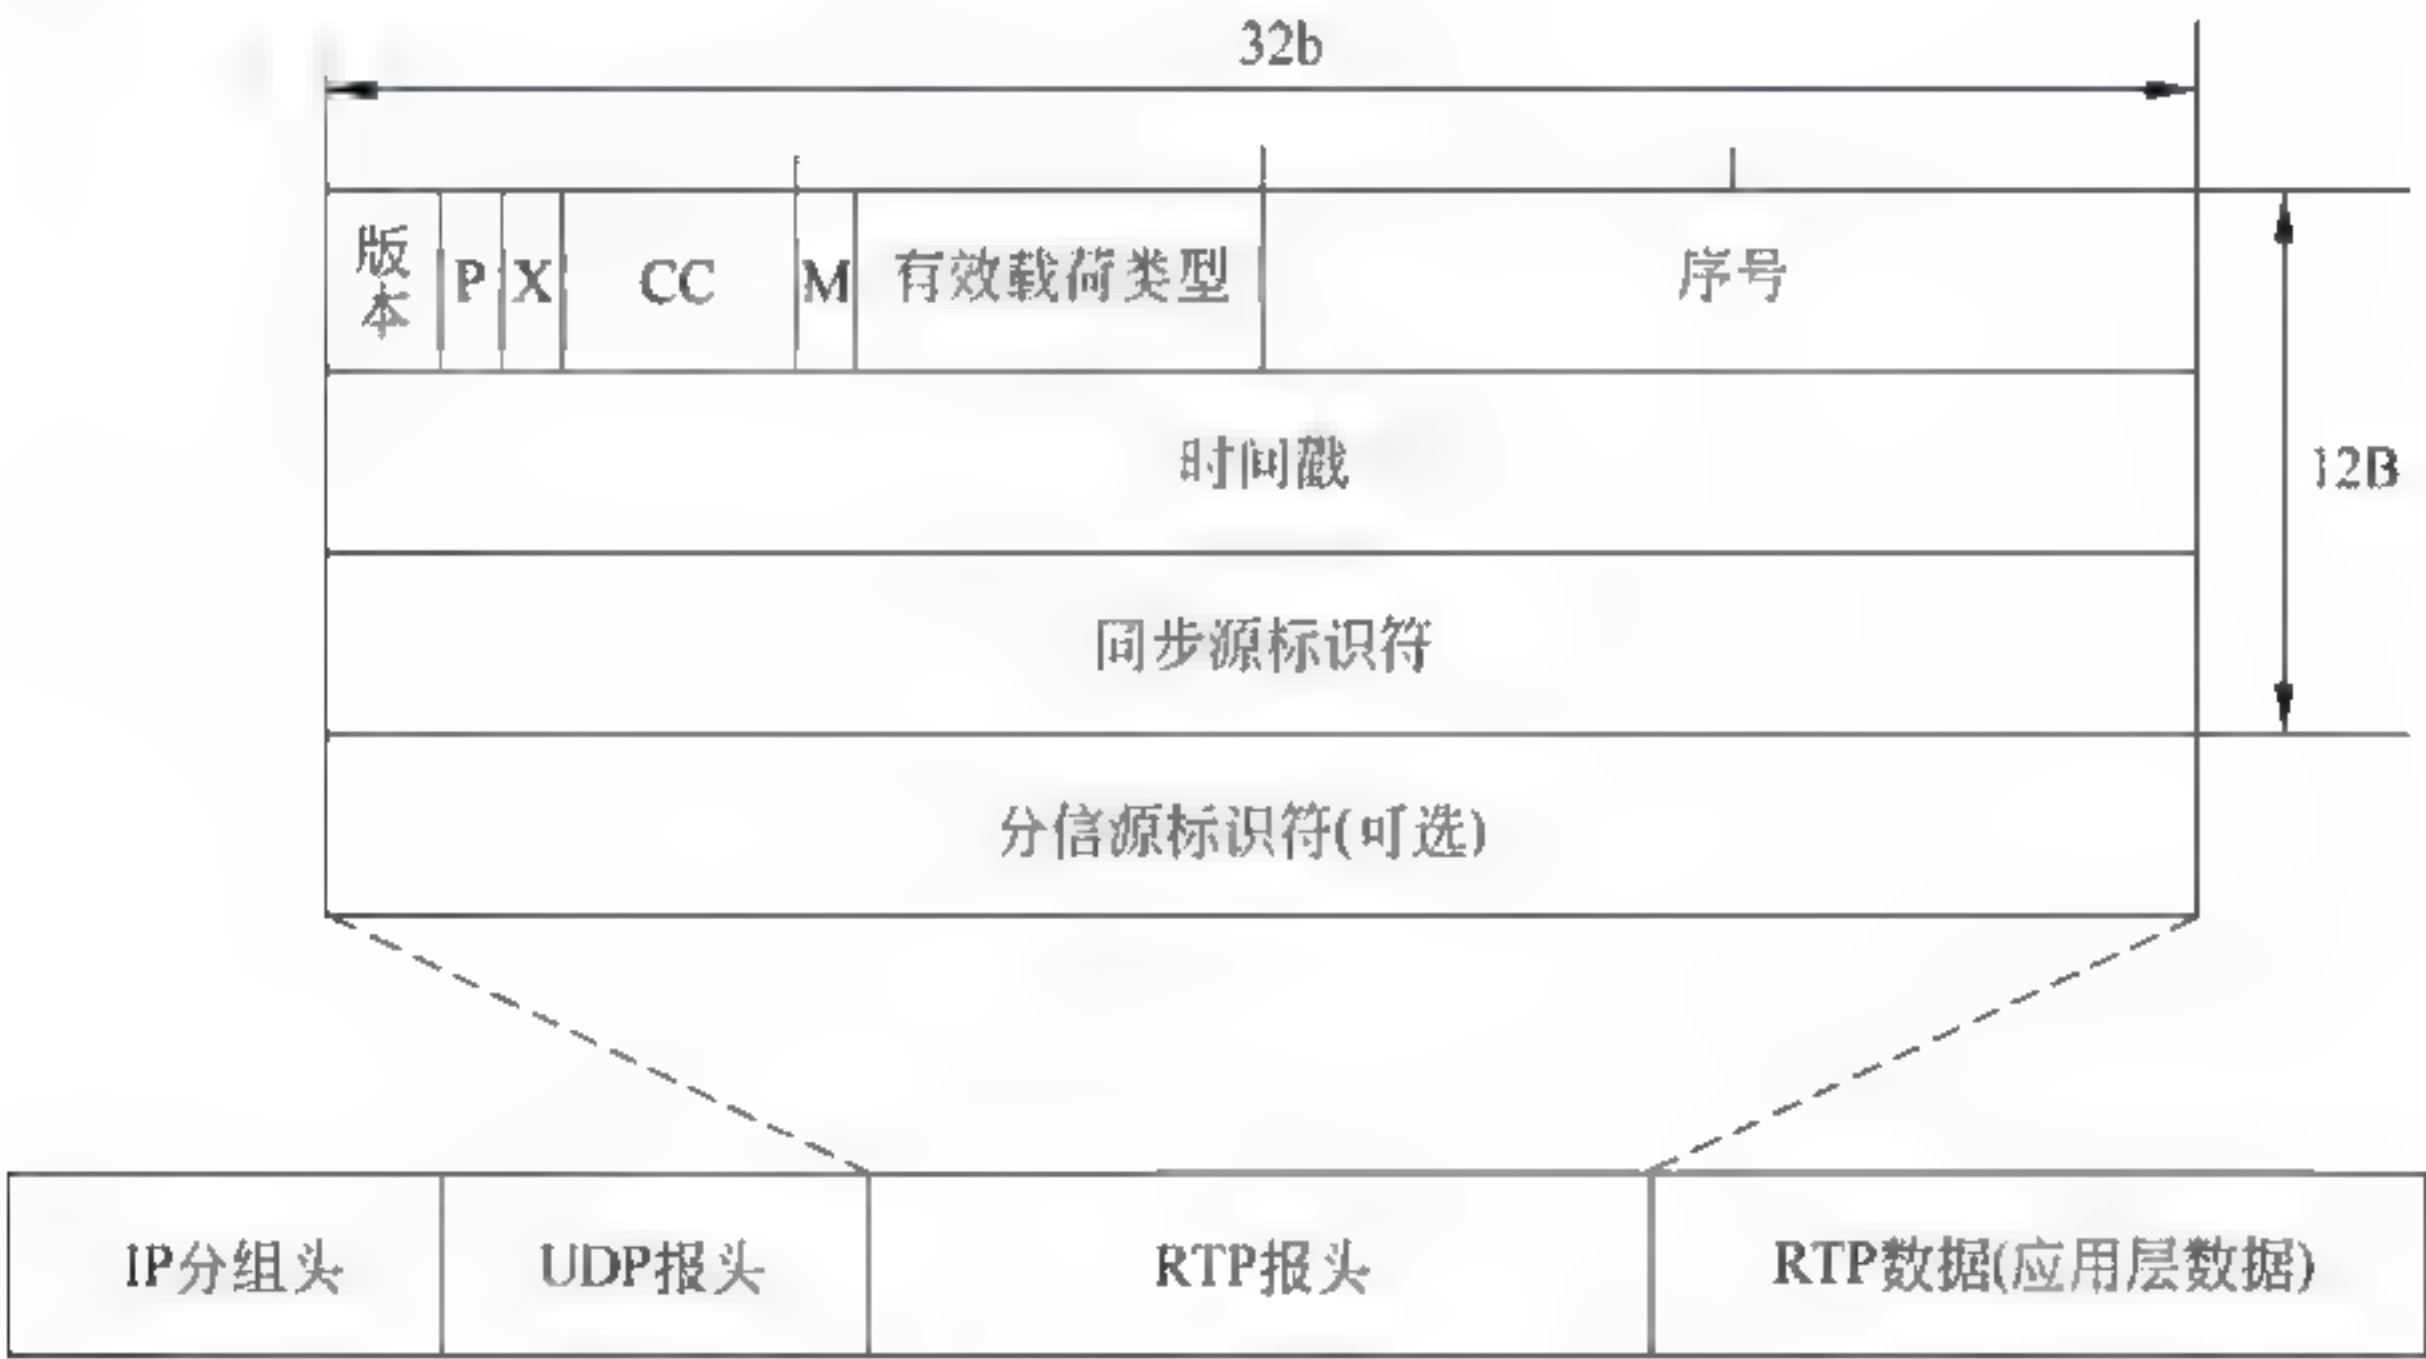 32b
版本 P X CC M 有效载荷类型 序号
时间戳
12B
同步源标识符
分信源标识符(可选)
IP分组头 UDP报头 RTP报头 RTP数据(应用层数据)